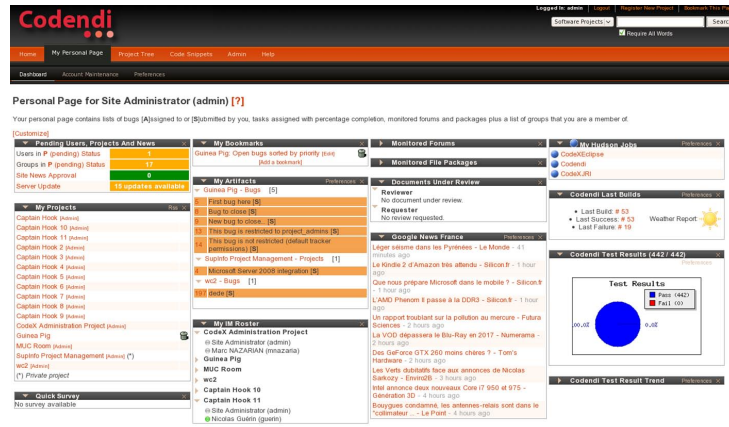 Codendi
Logged In: admin | Logout | Register New Project | Bookmark This Pa
Software Projects
Searc
Require All Words
Home My Personal Page Project Tree Code Snippets Admin Help
Dashboard Account Maintenance Preferences
Personal Page for Site Administrator (admin) [?]
Your personal page contains lists of bugs [A]ssigned to or [S]ubmitted by you, tasks assigned with percentage completion, monitored forums and packages plus a list of groups that you are a member of.
[Customize]
Pending Users, Projects And News
Users in P (pending) Status 1
Groups in P (pending) Status 17
Site News Approval 0
Server Update 15 updates available
My Projects Rss
Captain Hook [Admin]
Captain Hook 10 [Admin]
Captain Hook 11 [Admin]
Captain Hook 2 [Admin]
Captain Hook 3 [Admin]
Captain Hook 4 [Admin]
Captain Hook 5 [Admin]
Captain Hook 6 [Admin]
Captain Hook 7 [Admin]
Captain Hook 8 [Admin]
Captain Hook 9 [Admin]
CodeX Administration Project [Admin]
Guinea Pig
MUC Room [Admin]
SupInfo Project Management [Admin] (*)
wc2 [Admin]
(*) Private project
Quick Survey
No survey available
My Bookmarks
Guinea Pig: Open bugs sorted by priority [Edit]
[Add a bookmark]
My Artifacts Preferences
Guinea Pig - Bugs [5]
First bug here [S]
Bug to close [S]
New bug to close... [S]
13 This bug is restricted to project_admins [S]
14 This bug is not restricted (default tracker permissions) [S]
SupInfo Project Management - Projects [1]
4 Microsoft Server 2008 integration [S]
wc2 - Bugs [1]
197 dede [S]
My IM Roster
CodeX Administration Project
Site Administrator (admin)
Marc NAZARIAN (mnazaria)
Guinea Pig
MUC Room
wc2
Captain Hook 10
Captain Hook 11
Site Administrator (admin)
Nicolas Guérin (guerin)
Monitored Forums
Monitored File Packages
Documents Under Review
Reviewer
No document under review.
Requester
No review requested.
Google News France Preferences
Léger séisme dans les Pyrénées - Le Monde - 41 minutes ago
Le Kindle 2 d'Amazon très attendu - Silicon.fr - 1 hour ago
Que nous prépare Microsoft dans le mobile ? - Silicon.fr - 1 hour ago
L'AMD Phenom II passe à la DDR3 - Silicon.fr - 1 hour ago
Un rapport troublant sur la pollution au mercure - Futura Sciences - 2 hours ago
La VOD dépassera le Blu-Ray en 2017 - Numerama - 2 hours ago
Des GeForce GTX 260 moins chères ? - Tom's Hardware - 2 hours ago
Les Verts dubitatifs face aux annonces de Nicolas Sarkozy - Enviro2B - 3 hours ago
Intel annonce deux nouveaux Core i7 950 et 975 - Génération 3D - 4 hours ago
Bouygues condamné, les antennes-relais sont dans le "collimateur ... - Le Point - 4 hours ago
My Hudson Jobs Preferences
CodeXEclipse
Codendi
CodeXJRI
Codendi Last Builds Preferences
Last Build: # 53
Last Success: # 53
Last Failure: # 19
Weather Report
Codendi Test Results (442 / 442)
Preferences
Test Results
Pass (442)
Fail (0)
0.0%
Codendi Test Result Trend Preferences